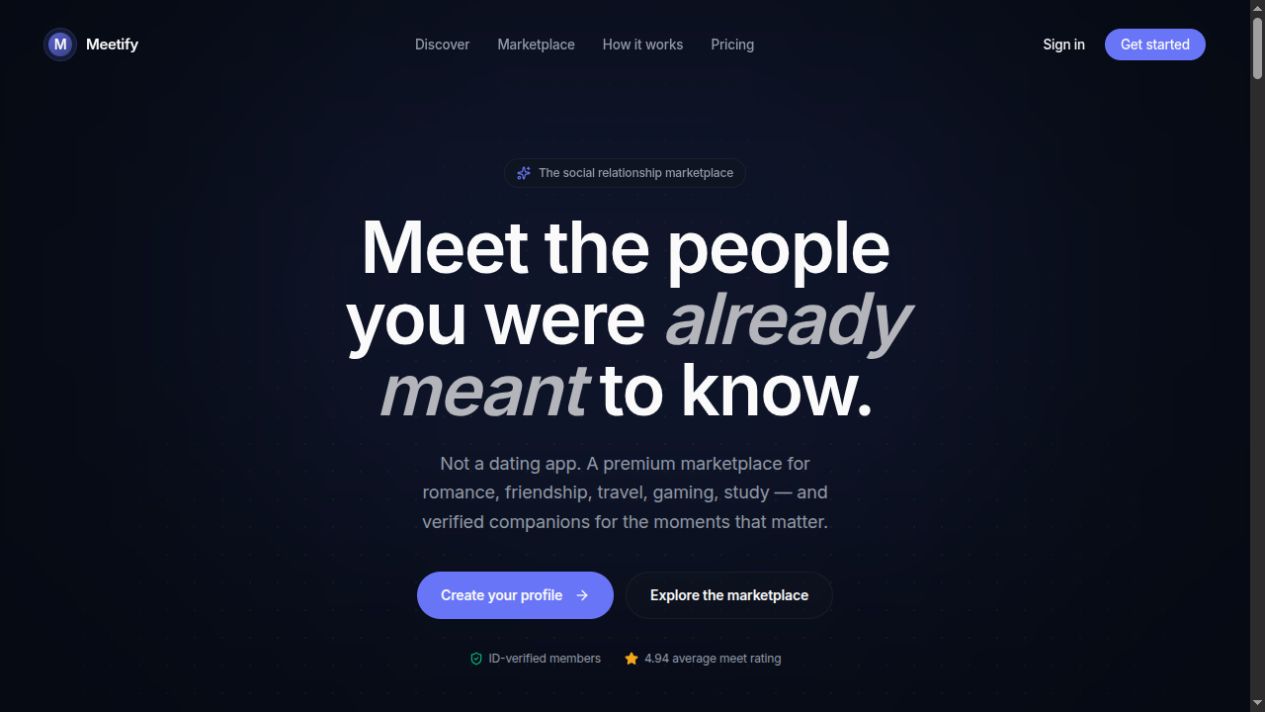 M Meetify
Discover Marketplace How it works Pricing
Sign in Get started
The social relationship marketplace
Meet the people
you were already
meant to know.
Not a dating app. A premium marketplace for
romance, friendship, travel, gaming, study — and
verified companions for the moments that matter.
Create your profile → Explore the marketplace
ID-verified members 4.94 average meet rating